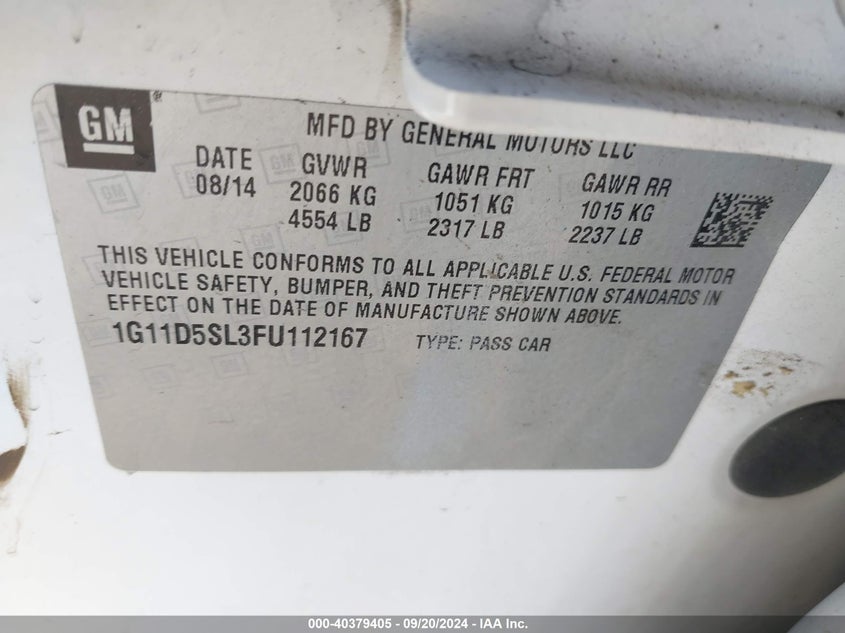 GM
MFD BY GENERAL MOTORS LLC
DATE GVWR GAWR FRT GAWR RR
08/14 2066 KG 1051 KG 1015 KG
4554 LB 2317 LB 2237 LB
THIS VEHICLE CONFORMS TO ALL APPLICABLE U.S. FEDERAL MOTOR
VEHICLE SAFETY, BUMPER, AND THEFT PREVENTION STANDARDS IN
EFFECT ON THE DATE OF MANUFACTURE SHOWN ABOVE.
1G11D5SL3FU112167 TYPE: PASS CAR
000-40379405 - 09/20/2024 - IAA Inc.